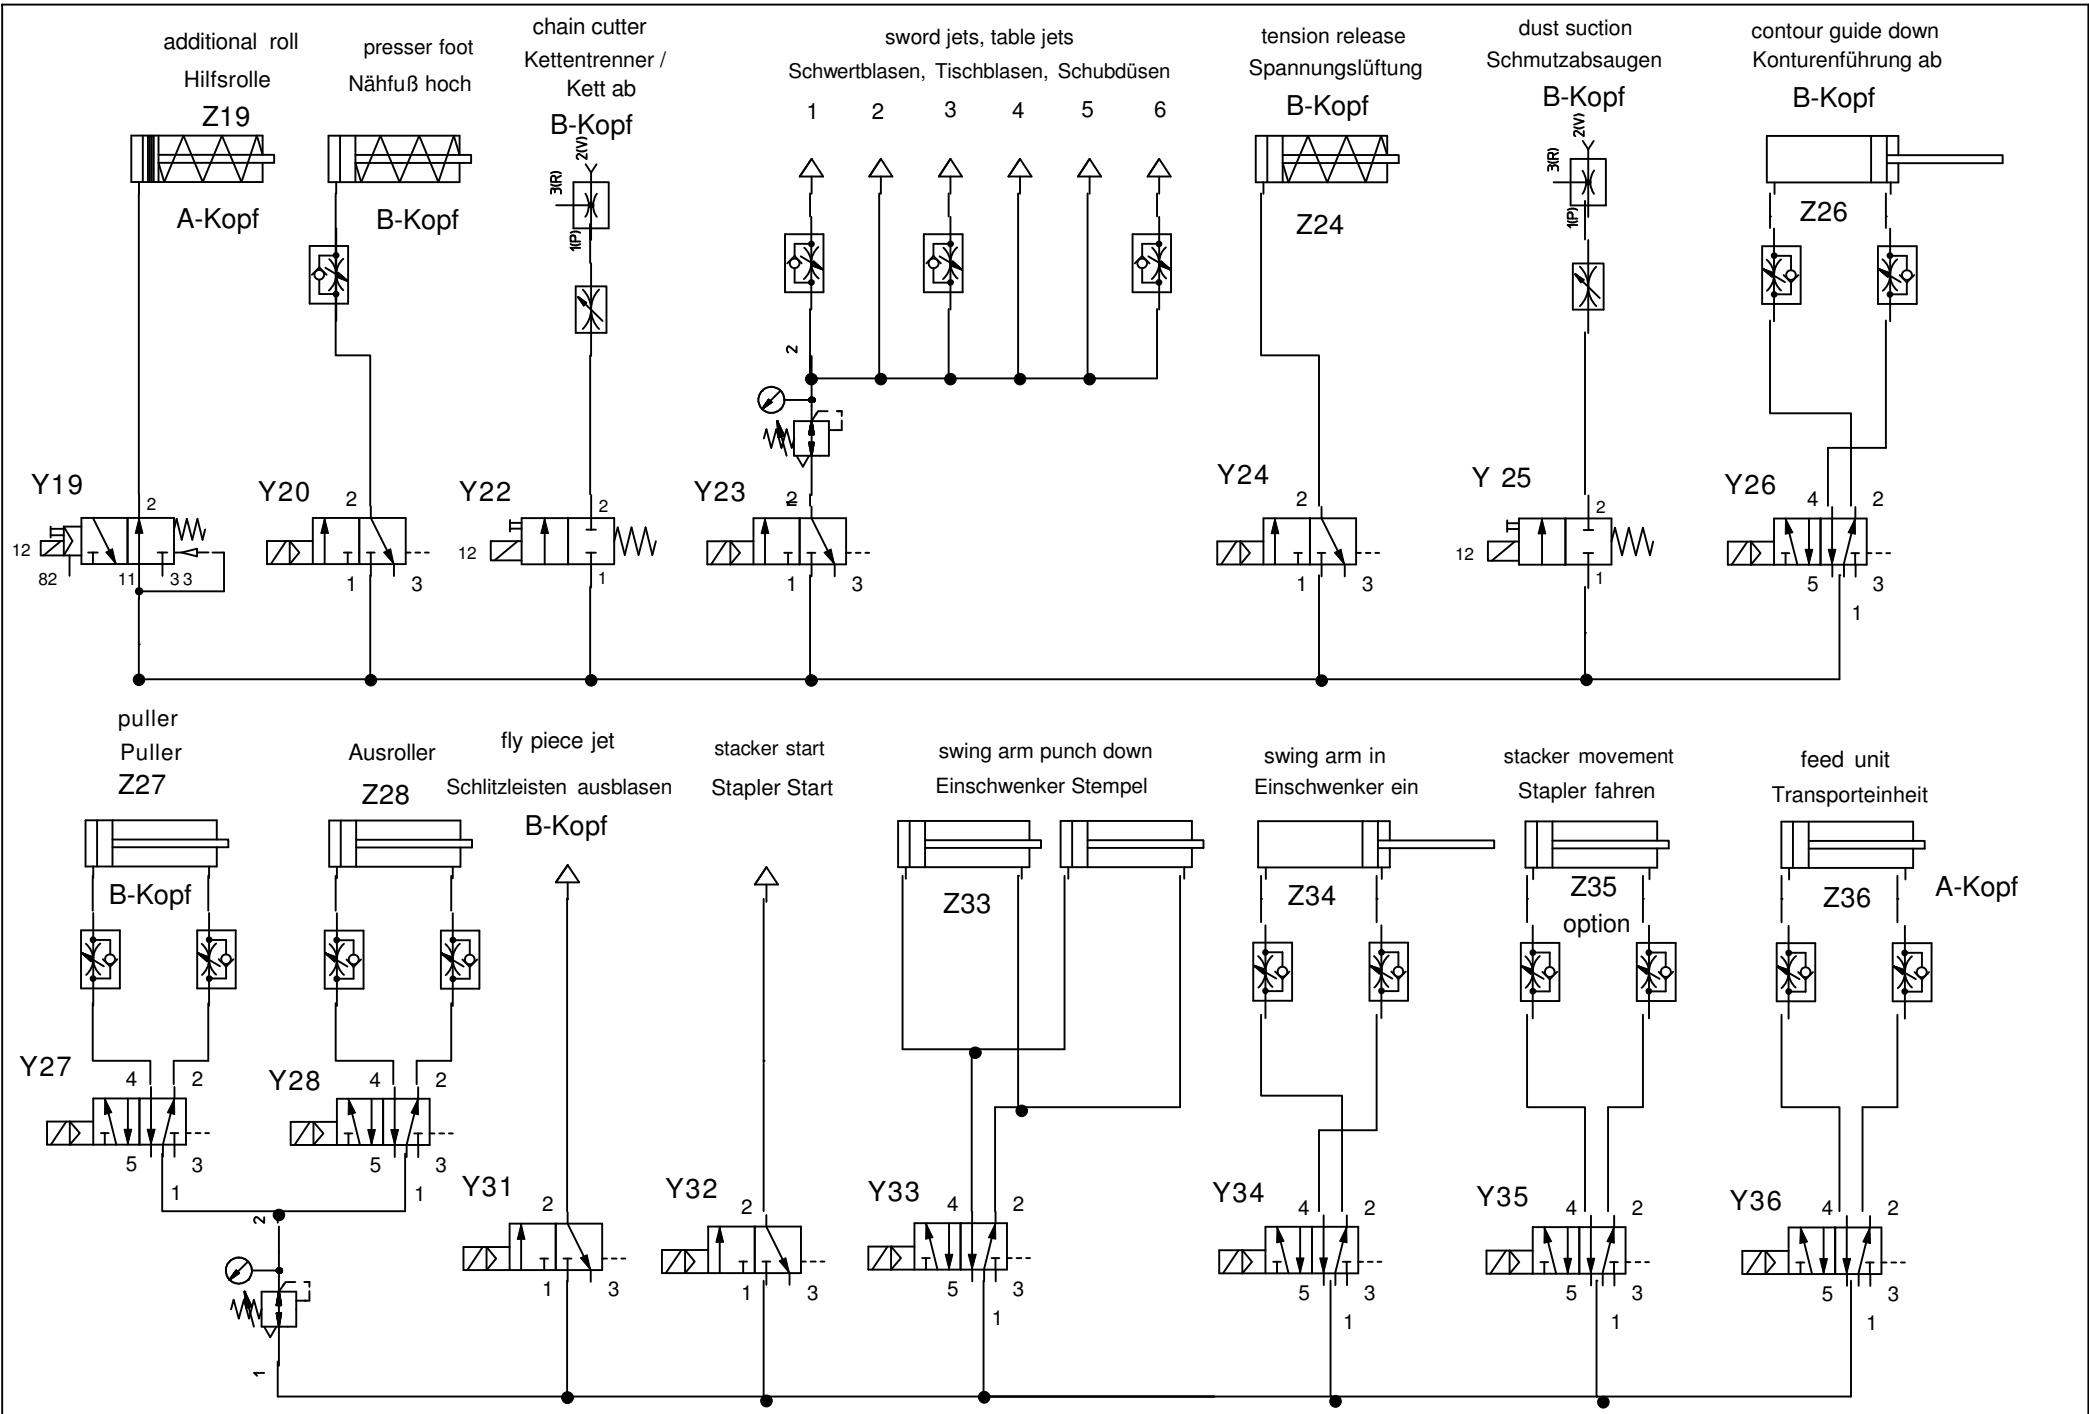 additional roll
Hilfsrolle
Z19
A-Kopf
presser foot
Nähfuß hoch
B-Kopf
chain cutter
Kettentrenner /
Kett ab
B-Kopf
2(V)
3(R)
1(P)
sword jets, table jets
Schwertblasen, Tischblasen, Schubdüsen
1 2 3 4 5 6
2
tension release
Spannungslüftung
B-Kopf
Z24
dust suction
Schmutzabsaugen
B-Kopf
2(V)
3(R)
1(P)
contour guide down
Konturenführung ab
B-Kopf
Z26
Y19
2
12
82
11
33
Y20
2
1
3
Y22
2
12
1
Y23
2
1
3
Y24
2
1
3
Y 25
2
12
1
Y26
4
2
5
3
1
puller
Puller
Z27
B-Kopf
Ausroller
Z28
fly piece jet
Schlitzleisten ausblasen
B-Kopf
stacker start
Stapler Start
swing arm punch down
Einschwenker Stempel
Z33
swing arm in
Einschwenker ein
Z34
stacker movement
Stapler fahren
Z35
option
feed unit
Transporteinheit
Z36
A-Kopf
Y27
4
2
5
3
1
Y28
4
2
5
3
1
2
1
Y31
2
1
3
Y32
2
1
3
Y33
4
2
5
3
1
Y34
4
2
5
3
1
Y35
4
2
5
3
1
Y36
4
2
5
3
1